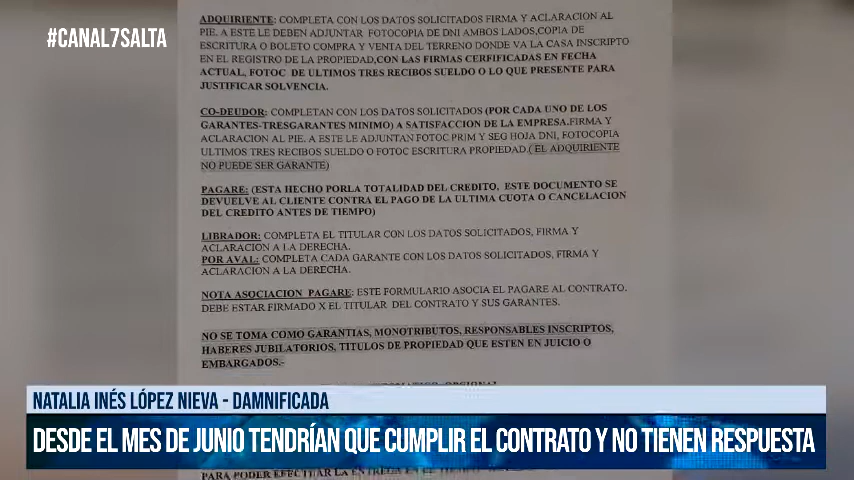 #CANAL7SALTA
ADQUIRIENTE: COMPLETA CON LOS DATOS SOLICITADOS FIRMA Y ACLARACION AL
PIE. A ESTE LE DEBEN ADJUNTAR FOTOCOPIA DE DNI AMBOS LADOS,COPIA DE
ESCRITURA O BOLETO COMPRA Y VENTA DEL TERRENO DONDE VA LA CASA INSCRIPTO
EN EL REGISTRO DE LA PROPIEDAD,CON LAS FIRMAS CERFIFICADAS EN FECHA
ACTUAL, FOTOC DE ULTIMOS TRES RECIBOS SUELDO O LO QUE PRESENTE PARA
JUSTIFICAR SOLVENCIA.
CO-DEUDOR: COMPLETAN CON LOS DATOS SOLICITADOS (POR CADA UNO DE LOS
GARANTES-TRESGARANTES MINIMO) A SATISFACCION DE LA EMPRESA.FIRMA Y
ACLARACION AL PIE. A ESTE LE ADJUNTAN FOTOC PRIM Y SEG HOJA DNI, FOTOCOPIA
ULTIMOS TRES RECIBOS SUELDO O FOTOC ESCRITURA PROPIEDAD.( EL ADQUIRIENTE
NO PUEDE SER GARANTE)
PAGARE: (ESTA HECHO PORLA TOTALIDAD DEL CREDITO, ESTE DOCUMENTO SE
DEVUELVE AL CLIENTE CONTRA EL PAGO DE LA ULTIMA CUOTA O CANCELACION
DEL CREDITO ANTES DE TIEMPO)
LIBRADOR: COMPLETA EL TITULAR CON LOS DATOS SOLICITADOS, FIRMA Y
ACLARACION A LA DERECHA.
POR AVAL: COMPLETA CADA GARANTE CON LOS DATOS SOLICITADOS, FIRMA Y
ACLARACION A LA DERECHA.
NOTA ASOCIACION PAGARE: ESTE FORMULARIO ASOCIA EL PAGARE AL CONTRATO.
DEBE ESTAR FIRMADO X EL TITULAR DEL CONTRATO Y SUS GARANTES.
NO SE TOMA COMO GARANTIAS, MONOTRIBUTOS, RESPONSABLES INSCRIPTOS,
HABERES JUBILATORIOS, TITULOS DE PROPIEDAD QUE ESTEN EN JUICIO O
EMBARGADOS.-
NATALIA INÉS LÓPEZ NIEVA - DAMNIFICADA
DESDE EL MES DE JUNIO TENDRÍAN QUE CUMPLIR EL CONTRATO Y NO TIENEN RESPUESTA
PARA PODER EFECTUAR LA ENTREGA EN EL